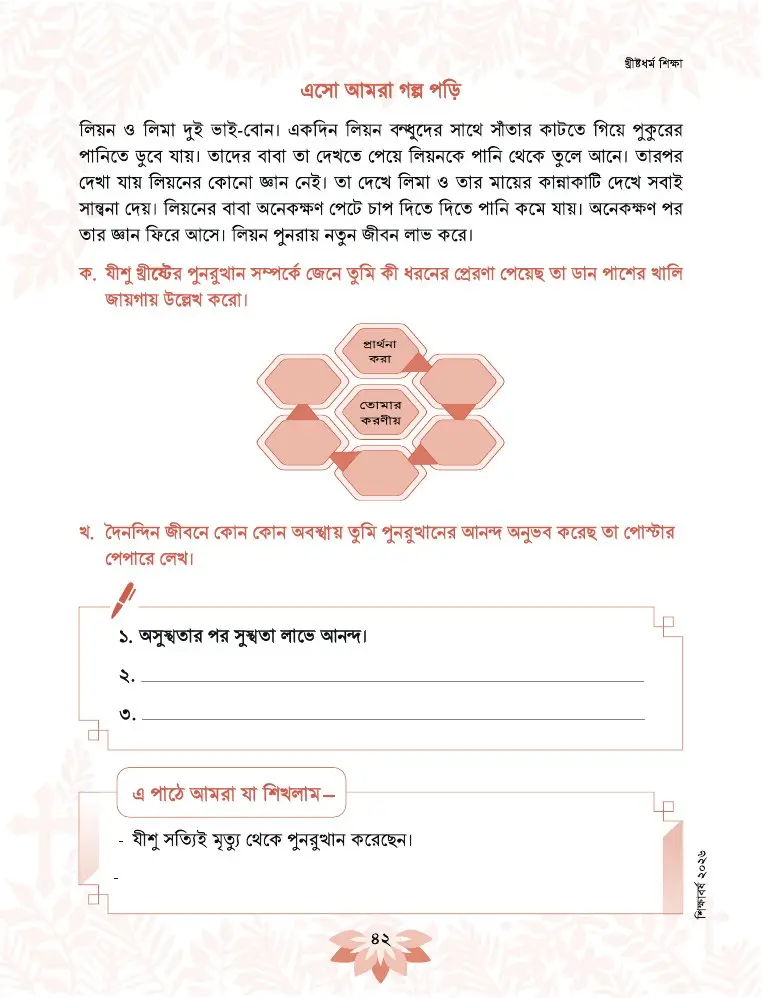 খ্রীষ্টধর্ম শিক্ষা
এসো আমরা গল্প পড়ি
লিয়ন ও লিমা দুই ভাই-বোন। একদিন লিয়ন বন্ধুদের সাথে সাঁতার কাটতে গিয়ে পুকুরের
পানিতে ডুবে যায়। তাদের বাবা তা দেখতে পেয়ে লিয়নকে পানি থেকে তুলে আনে। তারপর
দেখা যায় লিয়নের কোনো জ্ঞান নেই। তা দেখে লিমা ও তার মায়ের কান্নাকাটি দেখে সবাই
সান্ত্বনা দেয়। লিয়নের বাবা অনেকক্ষণ পেটে চাপ দিতে দিতে পানি কমে যায়। অনেকক্ষণ পর
তার জ্ঞান ফিরে আসে। লিয়ন পুনরায় নতুন জীবন লাভ করে।
ক. যীশু খ্রীষ্টের পুনরুত্থান সম্পর্কে জেনে তুমি কী ধরনের প্রেরণা পেয়েছ তা ডান পাশের খালি
জায়গায় উল্লেখ করো।
প্রার্থনা
করা
তোমার
করণীয়
খ. দৈনন্দিন জীবনে কোন কোন অবস্থায় তুমি পুনরুত্থানের আনন্দ অনুভব করেছ তা পোস্টার
পেপারে লেখ।
১. অসুস্থতার পর সুস্থতা লাভে আনন্দ।
২.
৩.
এ পাঠে আমরা যা শিখলাম–
- যীশু সত্যিই মৃত্যু থেকে পুনরুত্থান করেছেন।
-
শিক্ষাবর্ষ ২০২৬
৪২